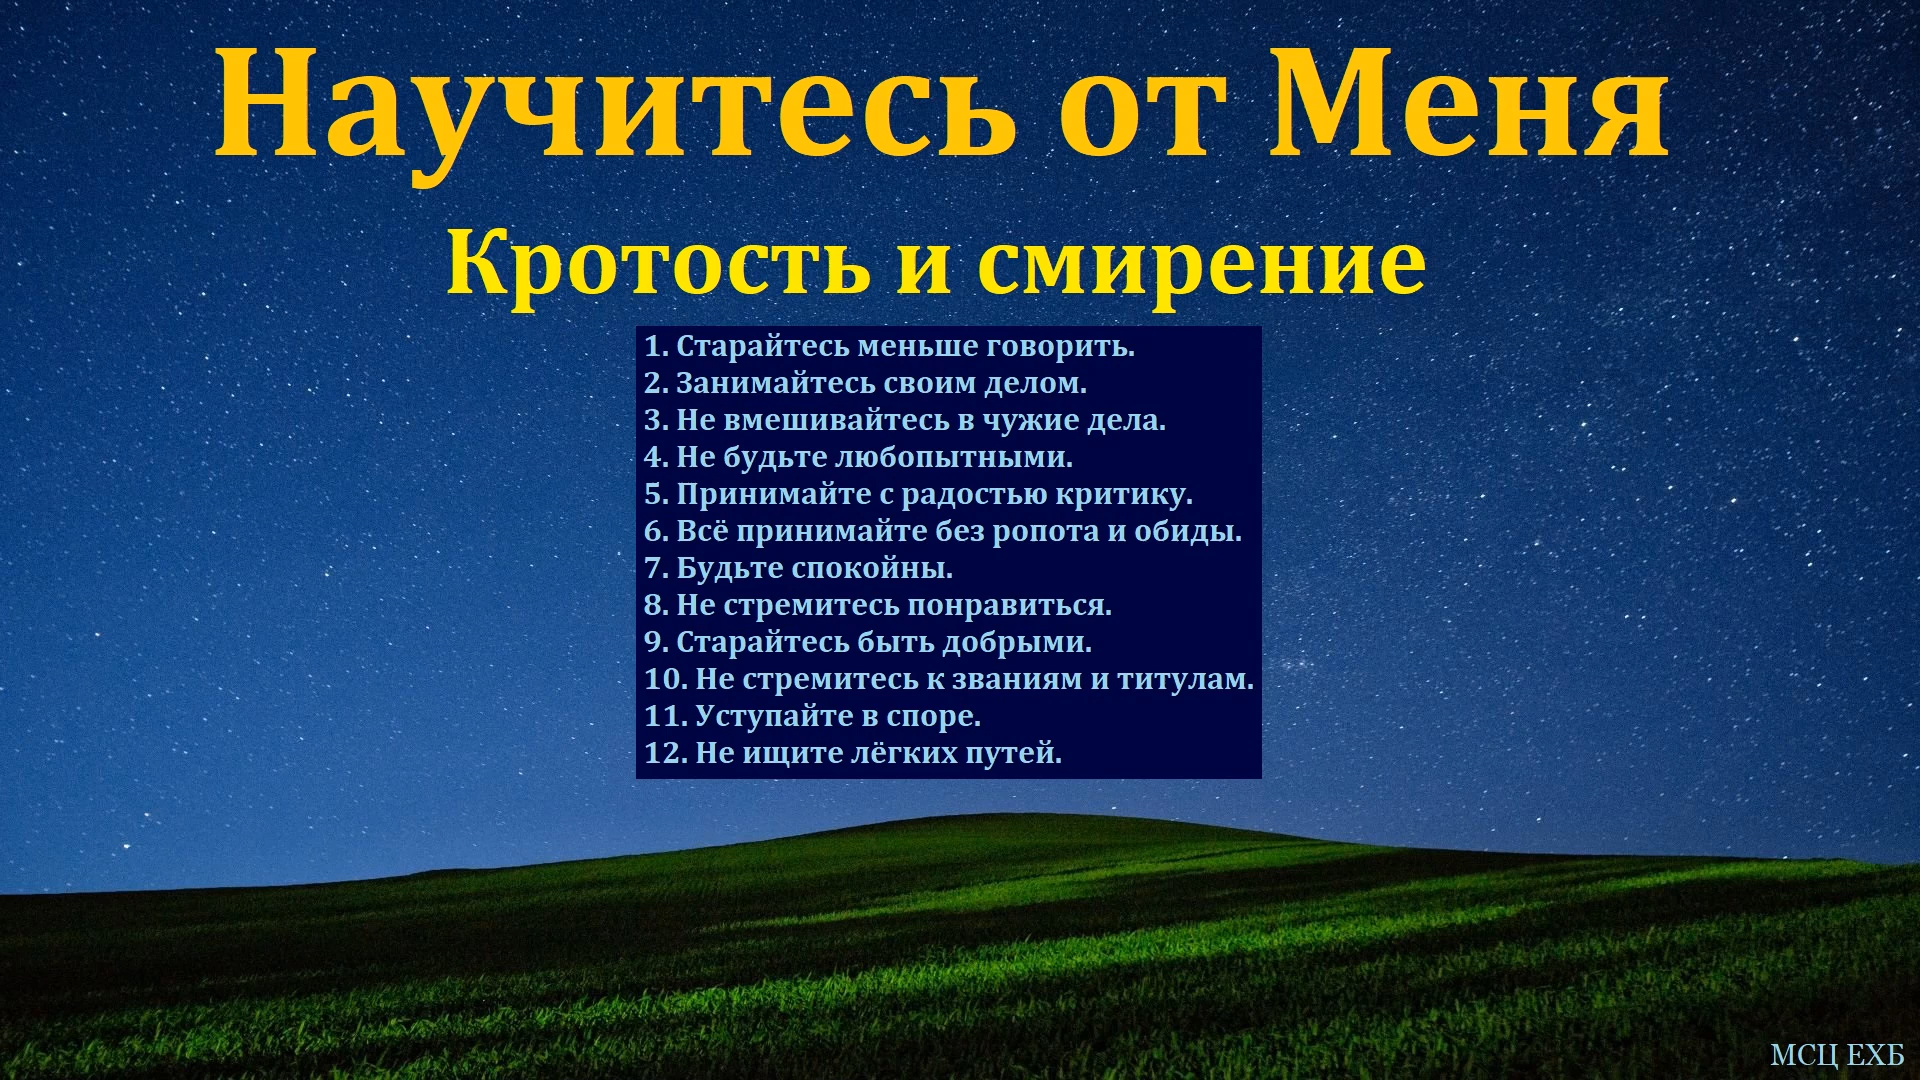 Научитесь от Меня
Кротость и смирение
1. Старайтесь меньше говорить.
2. Занимайтесь своим делом.
3. Не вмешивайтесь в чужие дела.
4. Не будьте любопытными.
5. Принимайте с радостью критику.
6. Всё принимайте без ропота и обиды.
7. Будьте спокойны.
8. Не стремитесь понравиться.
9. Старайтесь быть добрыми.
10. Не стремитесь к званиям и титулам.
11. Уступайте в споре.
12. Не ищите лёгких путей.
МСЦ ЕХБ